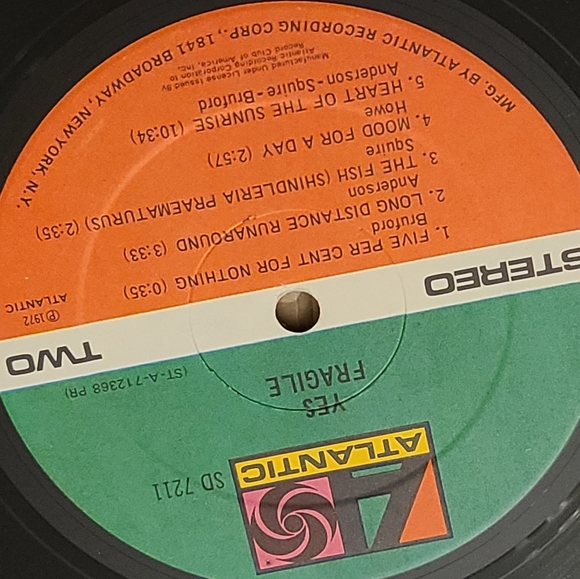 ATLANTIC
SD 7211
YES
FRAGILE
(ST-A-712368 PR)
STEREO
TWO
℗1972
ATLANTIC
1. FIVE PER CENT FOR NOTHING (0:35)
Bruford
2. LONG DISTANCE RUNAROUND (3:33)
Anderson
3. THE FISH (SHINDLERIA PRAEMATURUS) (2:35)
Squire
4. MOOD FOR A DAY (2:57)
Howe
5. HEART OF THE SUNRISE (10:34)
Anderson-Squire-Bruford
Manufactured Under License Issued By
Atlantic Recording Corporation to
Record Club of America, Inc.
MFG. BY ATLANTIC RECORDING CORP., 1841 BROADWAY, NEW YORK, N.Y.